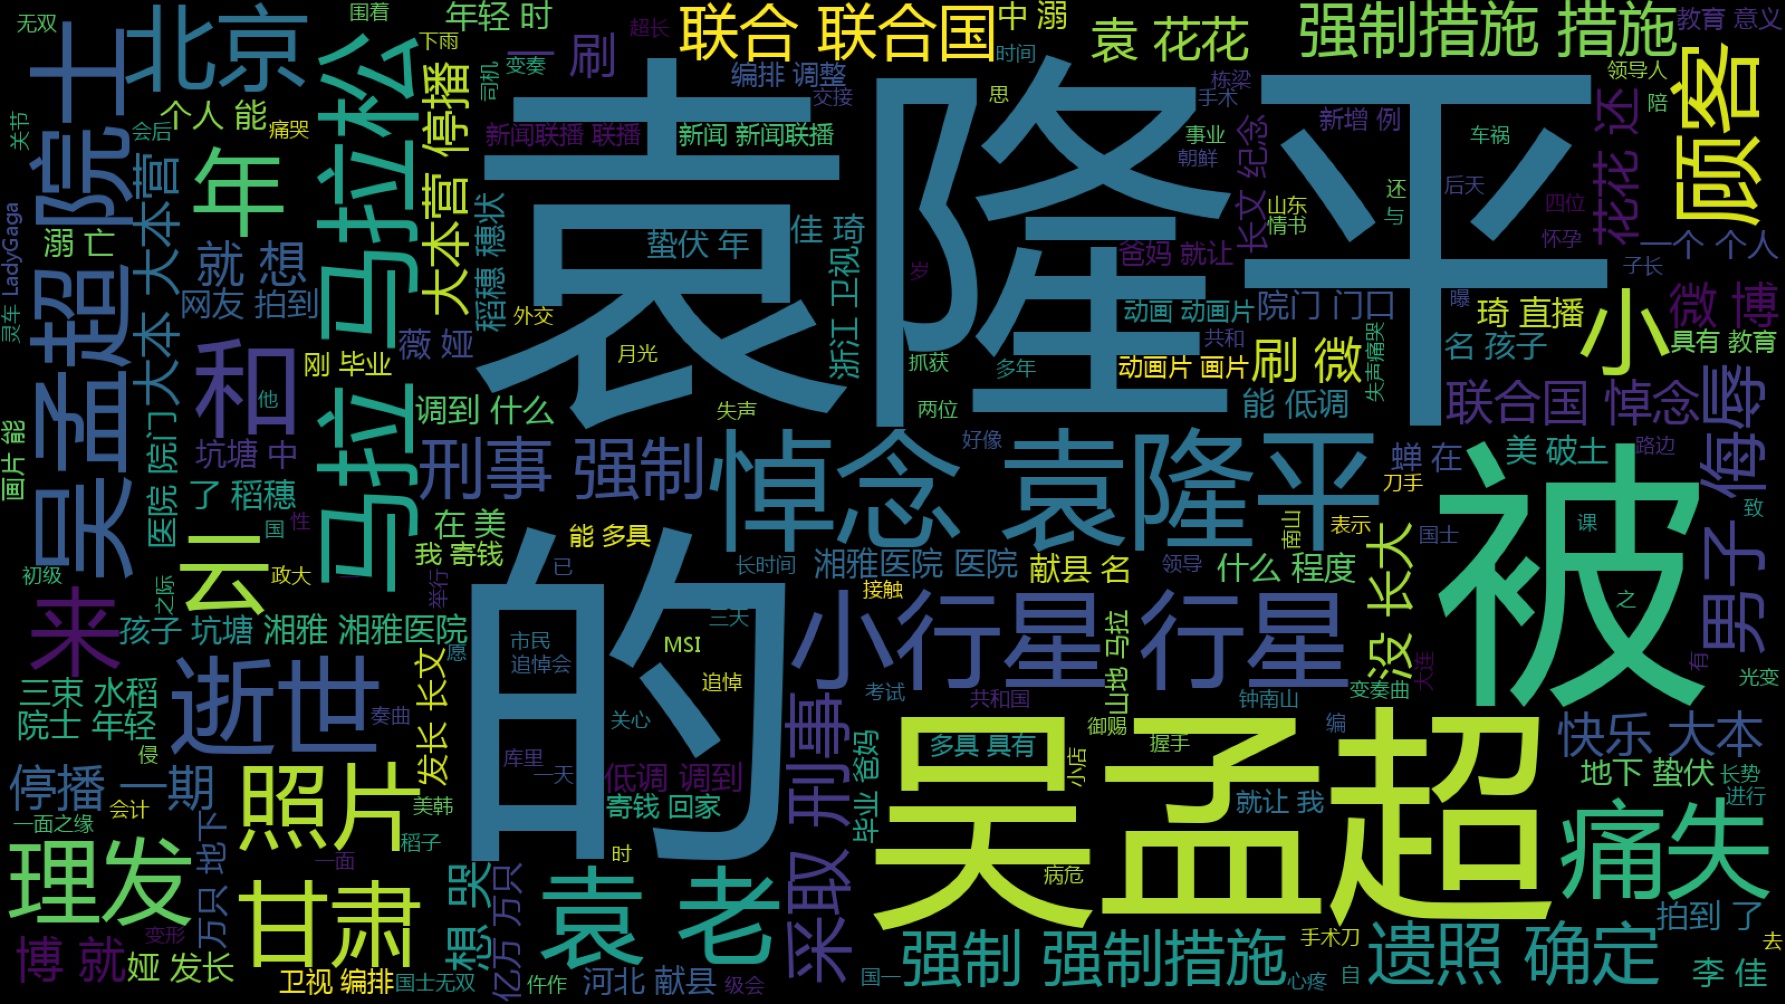 无双
围着
年轻 时
超长
联合 联合国
中 溺
袁 花花
强制措施 措施
教育 意义
院士
北京
下雨
一 刷
变奏
司机
编排 调整
交接
时间
思
栋梁
手术
领导人
陪
顾客
关节
个人 能
会后
痛哭
马拉松 马拉
大本营 停播
新闻联播 联播
新闻 新闻联播
袁隆平
事业
朝鲜
长文 纪念
新增 例
车祸
还
与
后天
四位
怀孕
花花 还
一个 个人
溺 亡
大本 大本营
年
就 想
网友 拍到
稻穗 穗状
蛰伏 年
佳 琦
浙江 卫视
岁
爸妈 就让
山东
情书
子长
灵车 LadyGaga
吴孟超 院士
和
他
刚 毕业
薇 娅
外交
月光
抓获
多年
动画 动画片
共和
动画片 画片
院门 门口
曝
琦 直播
小
微 博
刷 微
失声痛哭
名 孩子
具有 教育
画片 能
医院 院门
坑塘 中
调到 什么
失声
两位
能 低调
联合国 悼念
了 稻穗
刑事 强制
悼念 袁隆平
好像
蝉 在
美 破土
路边
男子 侮辱
刀手
国
性
在 美
我 寄钱
能 多具
长时间
湘雅医院 医院
献县 名
领导
什么 程度
南山
表示
国士
课
致
初级
云
政大
之际
举行
已
接触
没 长大
被
之
来
孩子 坑塘
湘雅 湘雅医院
愿
的
市民
追悼会
三天
MSI
追悼
小行星 行星
山地 马拉
大连
有
光变
三束 水稻
院士 年轻
逝世
奏曲
发长 长文
关心
考试
共和国
钟南山
变奏曲
编
侵
停播 一期
会计
照片
美韩
库里
一天
低调 调到
寄钱 回家
采取 刑事
毕业 爸妈
吴孟超
多具 具有
御赐
握手
小店
就让 我
快乐 大本
地下 蛰伏
长势
进行
一面之缘
理发
万只 地下
一面
稻子
时
病危
痛失
甘肃
想 哭
亿万 万只
袁 老
拍到 了
博 就
变形
娅 发长
卫视 编排
国士无双
仵作
河北 献县
级会
国一
强制 强制措施
手术刀
心疼
自
遗照 确定
李 佳
去